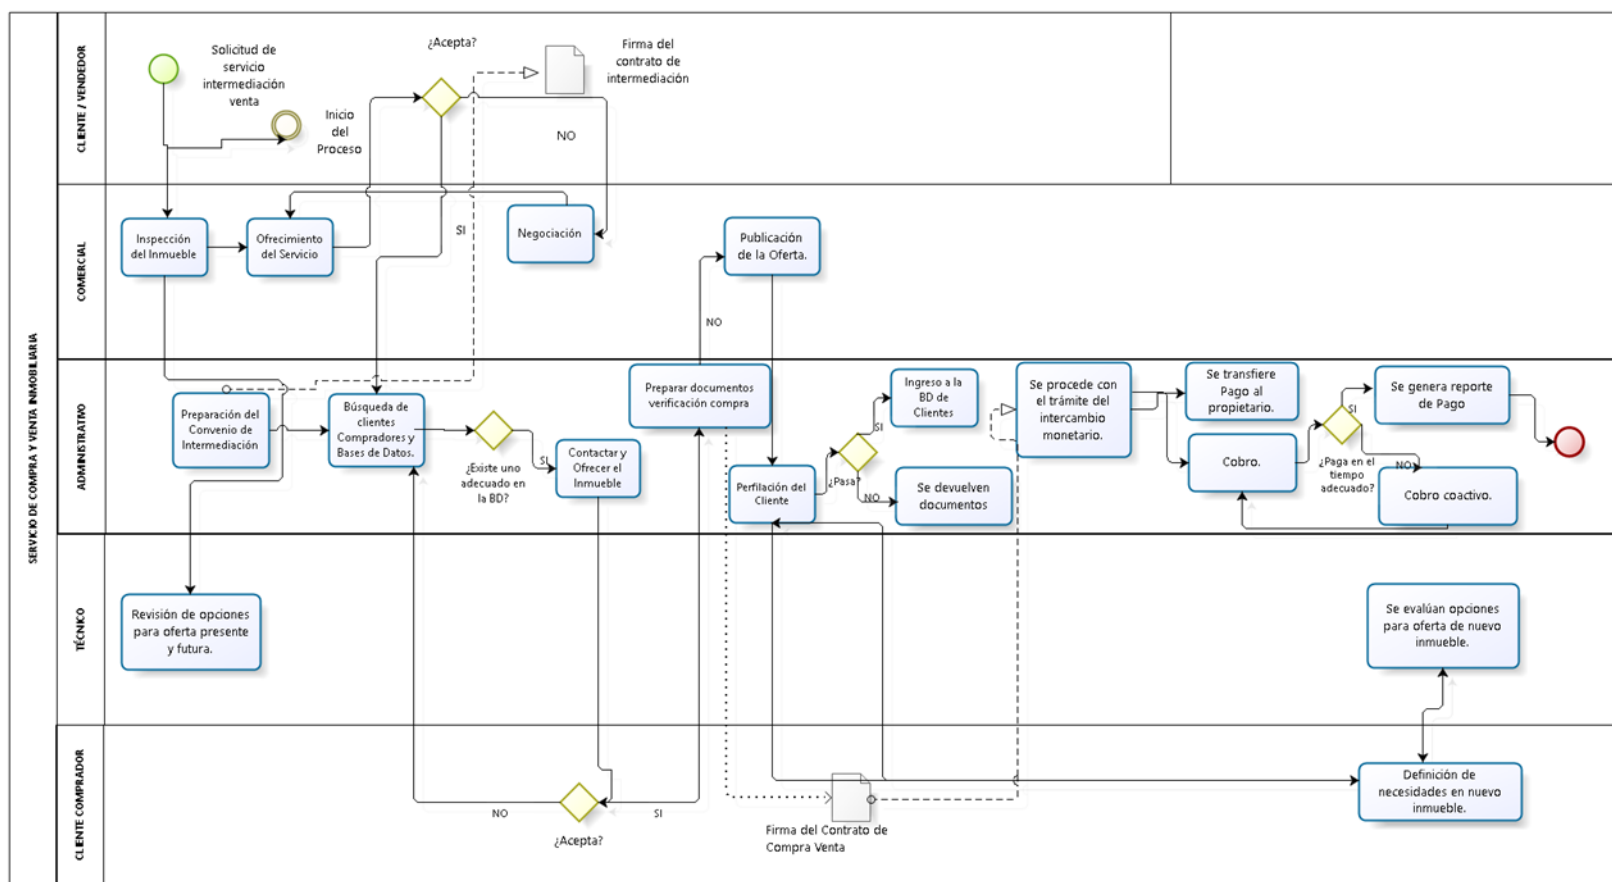 SERVICIO DE COMPRA Y VENTA INMOBILIARIA
CLIENTE / VENDEDOR
Solicitud de
servicio
intermediación
venta
Inicio
del
Proceso
¿Acepta?
Firma del
contrato de
intermediación
NO
SI
COMERCIAL
Inspección
del Inmueble
Ofrecimiento
del Servicio
Negociación
Publicación
de la Oferta.
NO
ADMINISTRATIVO
Preparación del
Convenio de
Intermediación
Búsqueda de
clientes
Compradores y
Bases de Datos.
¿Existe uno
adecuado en
la BD?
SI
Contactar y
Ofrecer el
Inmueble
Preparar documentos
verificación compra
Perfilación del
Cliente
¿Pasa?
SI
NO
Ingreso a la
BD de
Clientes
Se devuelven
documentos
Se procede con
el trámite del
intercambio
monetario.
Se transfiere
Pago al
propietario.
Cobro.
¿Paga en el
tiempo
adecuado?
SI
NO
Se genera reporte
de Pago
Cobro coactivo.
TÉCNICO
Revisión de opciones
para oferta presente
y futura.
Se evalúan opciones
para oferta de nuevo
inmueble.
CLIENTE COMPRADOR
NO
¿Acepta?
SI
Firma del Contrato de
Compra Venta
Definición de
necesidades en nuevo
inmueble.